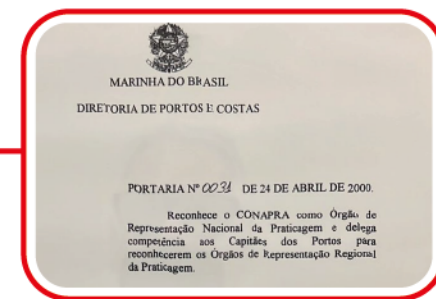 MARINHA DO BRASIL
DIRETORIA DE PORTOS E COSTAS
PORTARIA Nº 0031 DE 24 DE ABRIL DE 2000.
Reconhece o CONAPRA como Órgão de
Representação Nacional da Praticagem e delega
competência aos Capitães dos Portos para
reconhecerem os Órgãos de Representação Regional
da Praticagem.